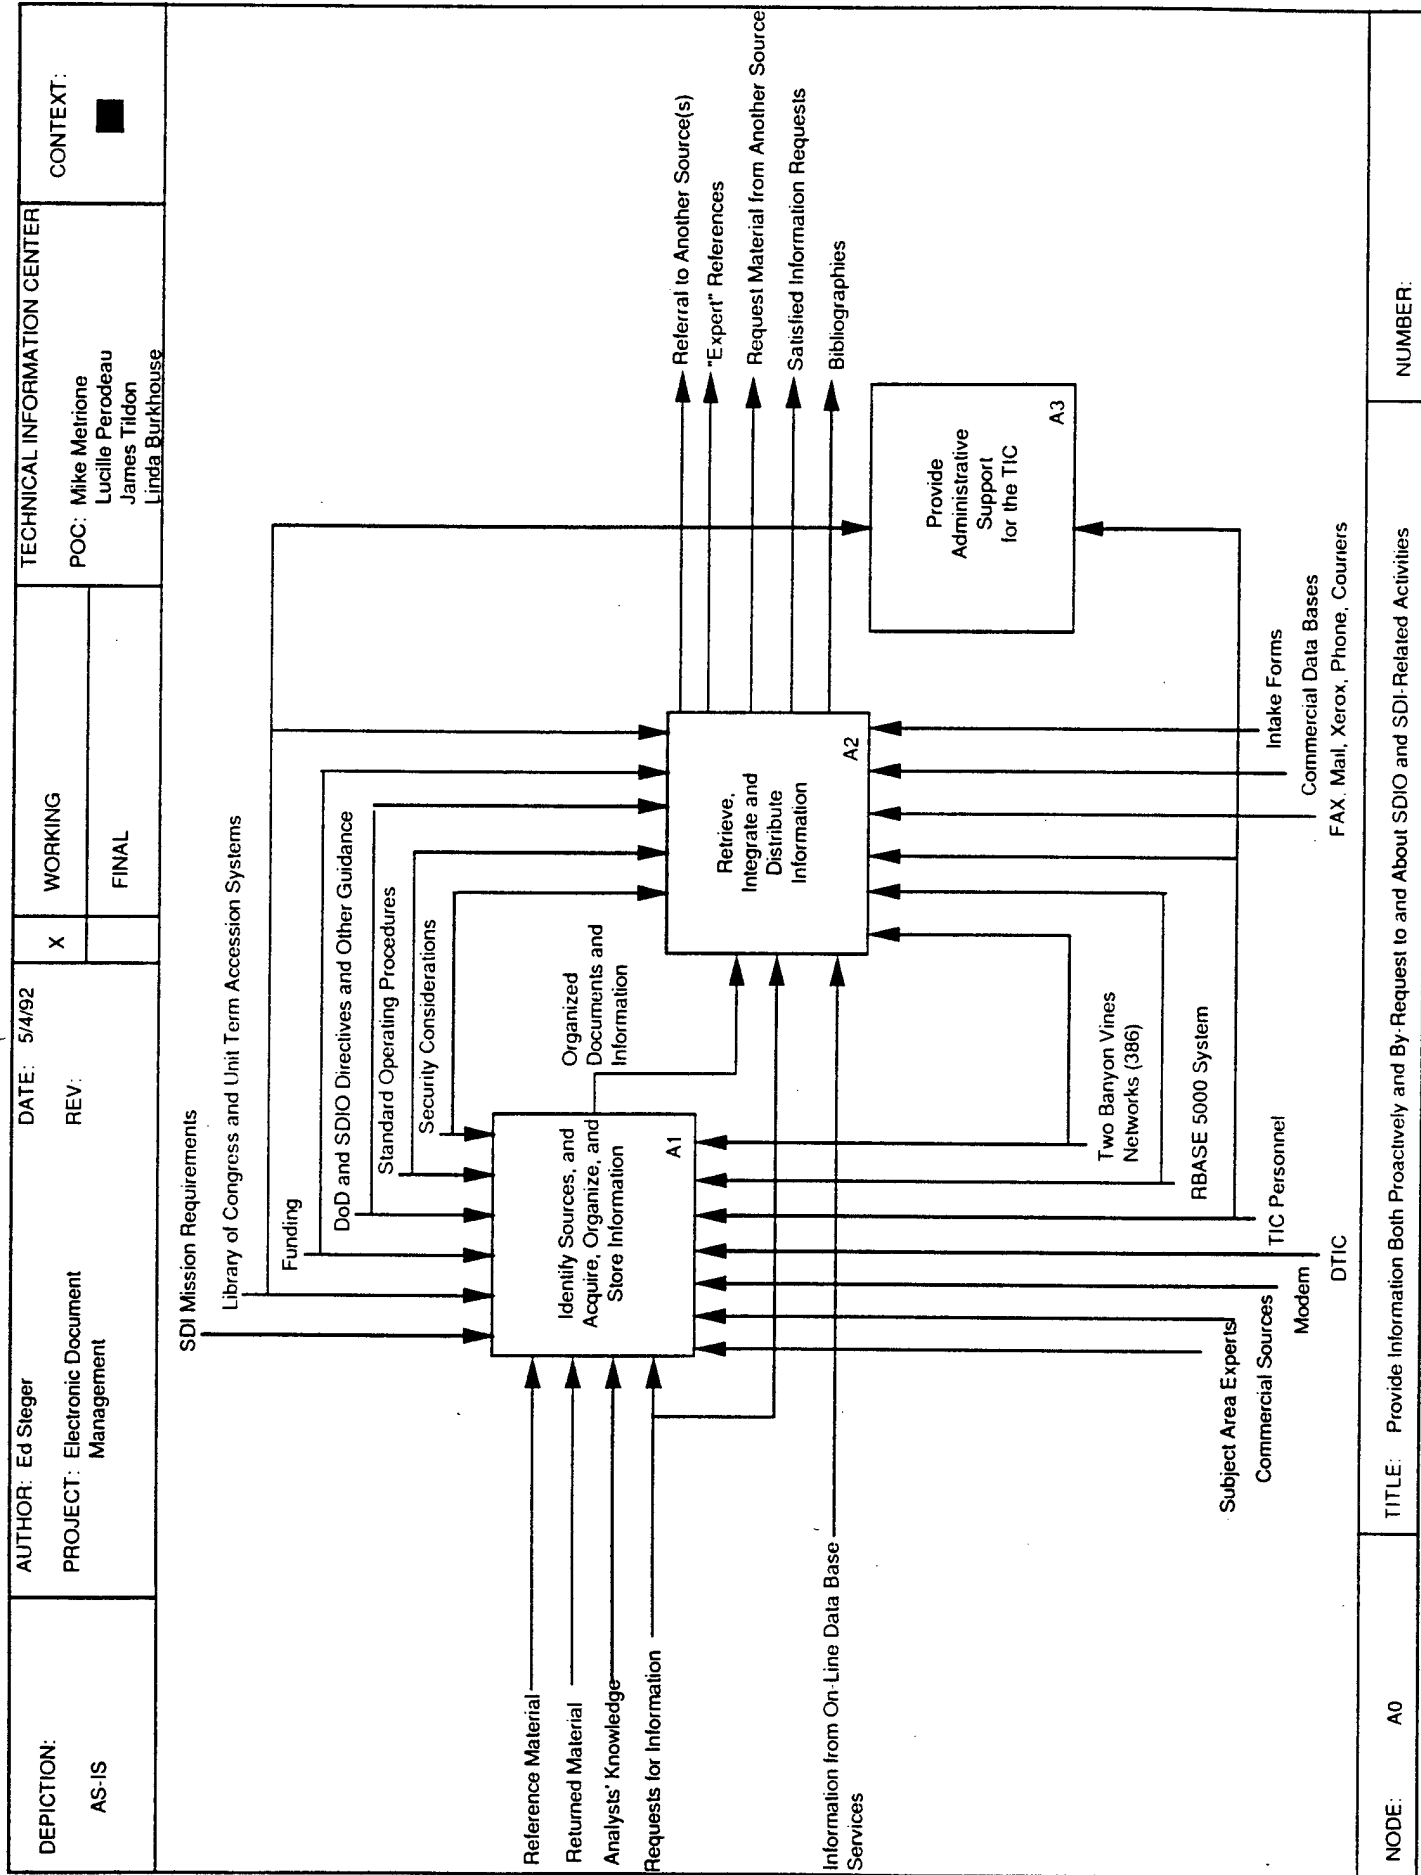 DEPICTION:
AS-IS
AUTHOR: Ed Steger
DATE: 5/4/92
PROJECT: Electronic Document
Management
REV:
X
WORKING
FINAL
TECHNICAL INFORMATION CENTER
POC: Mike Metrione
Lucille Perodeau
James Tildon
Linda Burkhouse
CONTEXT:
SDI Mission Requirements
Library of Congress and Unit Term Accession Systems
Funding
DoD and SDIO Directives and Other Guidance
Standard Operating Procedures
Security Considerations
Reference Material
Returned Material
Analysts' Knowledge
Requests for Information
Information from On-Line Data Base
Services
Identify Sources, and
Acquire, Organize, and
Store Information
A1
Organized
Documents and
Information
Retrieve,
Integrate and
Distribute
Information
A2
Referral to Another Source(s)
"Expert" References
Request Material from Another Source
Satisfied Information Requests
Bibliographies
Provide
Administrative
Support
for the TIC
A3
Two Banyon Vines
Networks (386)
RBASE 5000 System
TIC Personnel
DTIC
Modem
Commercial Sources
Subject Area Experts
Intake Forms
Commercial Data Bases
FAX, Mail, Xerox, Phone, Couriers
NODE: A0
TITLE: Provide Information Both Proactively and By-Request to and About SDIO and SDI-Related Activities
NUMBER: